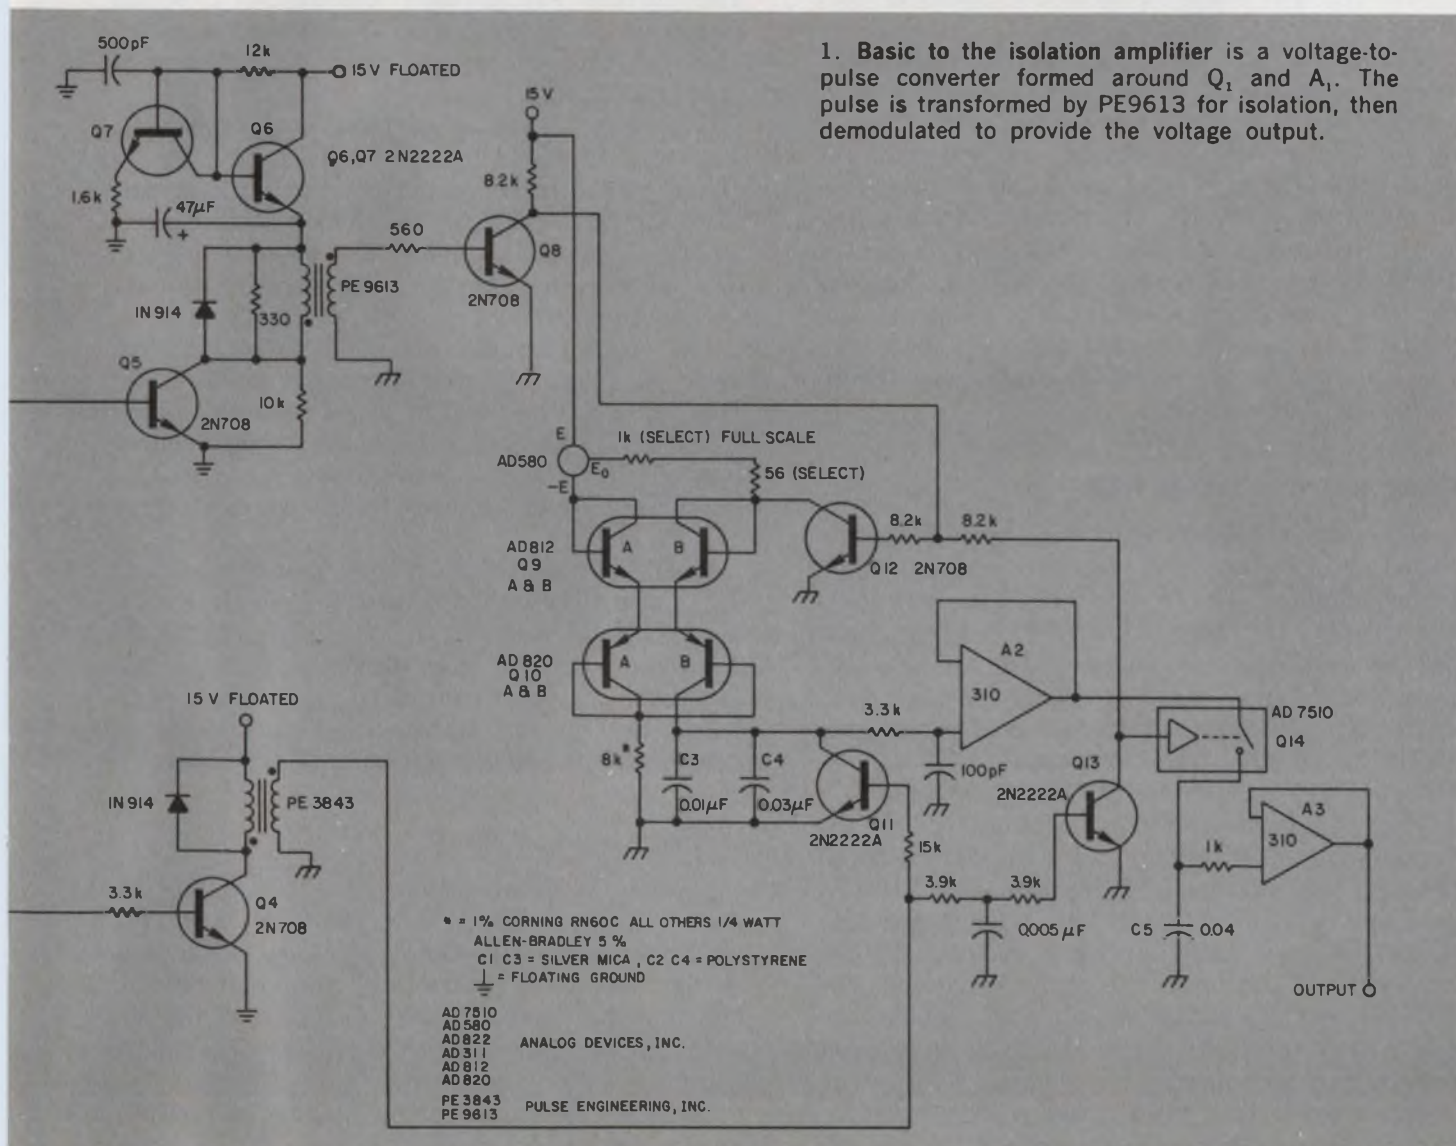 1. Basic to the isolation amplifier is a voltage-to-
pulse converter formed around Q₁ and A₁. The
pulse is transformed by PE9613 for isolation, then
demodulated to provide the voltage output.
500pF
12k
15V FLOATED
Q7
Q6
Q6,Q7 2N2222A
1.6k
47µF
+
15V
8.2k
560
Q8
2N708
PE 9613
IN 914
330
Q5
2N708
10k
E
AD580
E₀
-E
1k (SELECT) FULL SCALE
56 (SELECT)
AD812
Q9
A & B
A
B
8.2k
8.2k
Q12 2N708
AD 820
Q10
A & B
A
B
A2
310
AD 7510
Q14
3.3k
8k*
C3
0.01µF
C4
0.03µF
100pF
Q11
2N2222A
Q13
2N2222A
A3
310
1k
15k
3.9k
3.9k
0.005 µF
C5
0.04
OUTPUT
15 V FLOATED
IN 914
PE 3843
3.3k
Q4
2N708
* = 1% CORNING RN60C ALL OTHERS 1/4 WATT
ALLEN-BRADLEY 5 %
C1 C3 = SILVER MICA , C2 C4 = POLYSTYRENE
= FLOATING GROUND
AD 7510
AD 580
AD 822
AD 311
AD 812
AD 820
ANALOG DEVICES, INC.
PE 3843
PE 9613
PULSE ENGINEERING, INC.